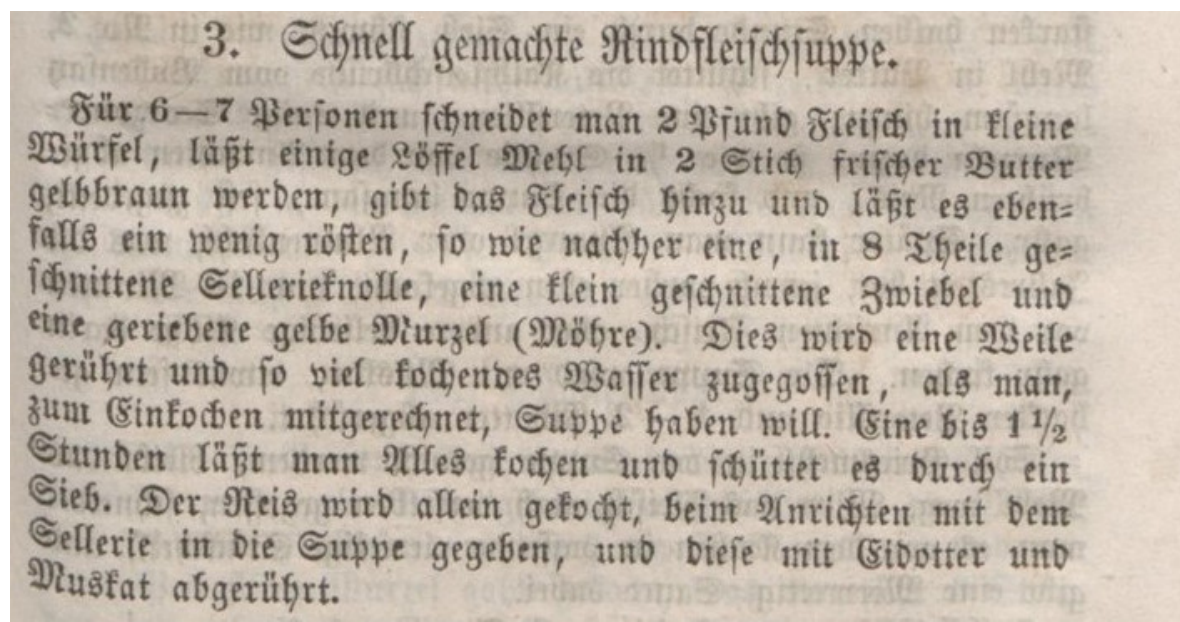 3. Schnell gemachte Rindfleischsuppe.
Für 6—7 Personen schneidet man 2 Pfund Fleisch in kleine
Würfel, läßt einige Löffel Mehl in 2 Stich frischer Butter
gelbbraun werden, gibt das Fleisch hinzu und läßt es eben-
falls ein wenig rösten, so wie nachher eine, in 8 Theile ge-
schnittene Sellerieknolle, eine klein geschnittene Zwiebel und
eine geriebene gelbe Wurzel (Möhre). Dies wird eine Weile
gerührt und so viel kochendes Wasser zugegossen, als man,
zum Einkochen mitgerechnet, Suppe haben will. Eine bis 1 1/2
Stunden läßt man Alles kochen und schüttet es durch ein
Sieb. Der Reis wird allein gekocht, beim Anrichten mit dem
Sellerie in die Suppe gegeben, und diese mit Eidotter und
Muskat abgerührt.